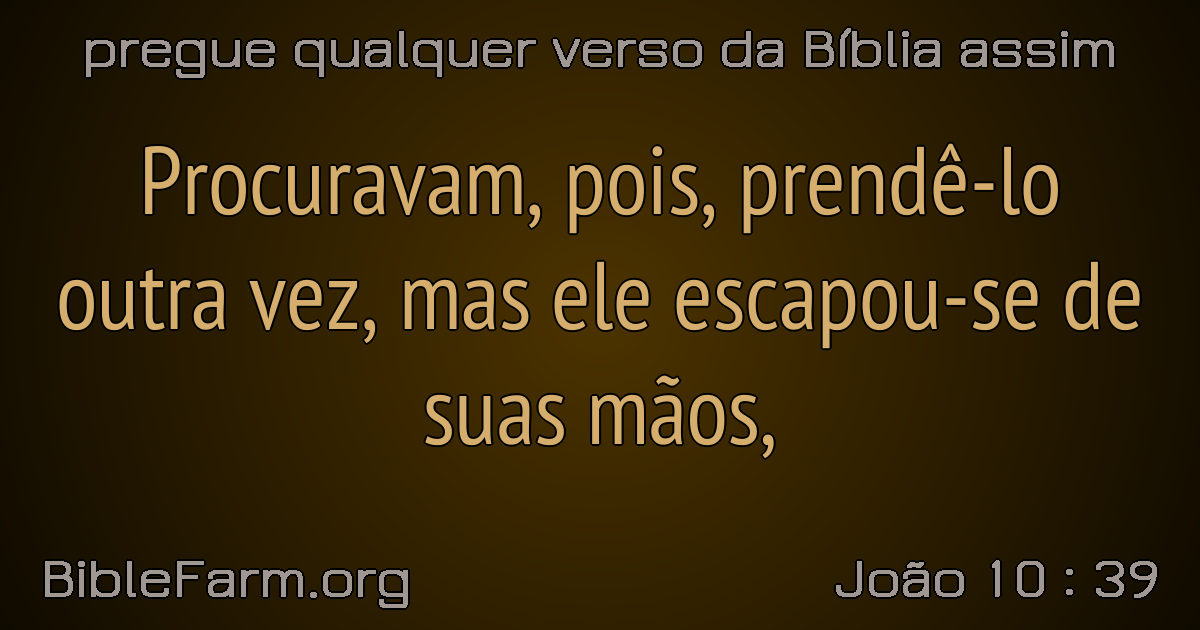 pregue qualquer verso da Bíblia assim
Procuravam, pois, prendê-lo
outra vez, mas ele escapou-se de
suas mãos,
BibleFarm.org
João 10 : 39